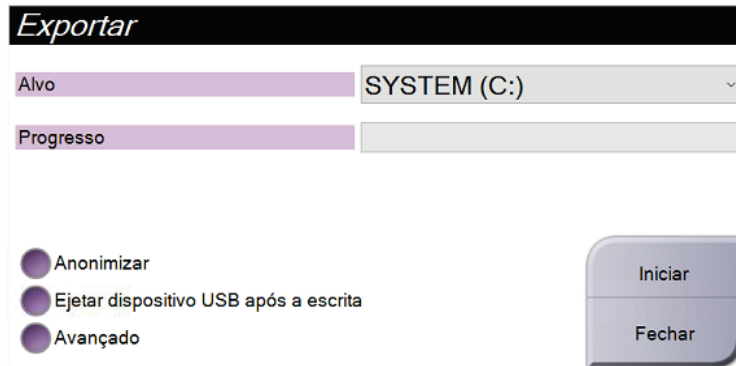 Exportar
Alvo
SYSTEM (C:)
Progresso
Anonimizar
Ejetar dispositivo USB após a escrita
Avançado
Iniciar
Fechar